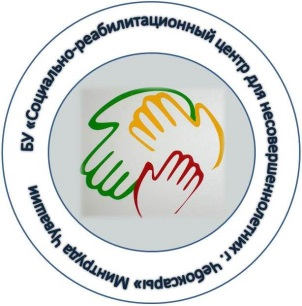 БУ «Социально-реабилитационный центр для несовершеннолетних г. Чебоксары» Минтруда Чувашии